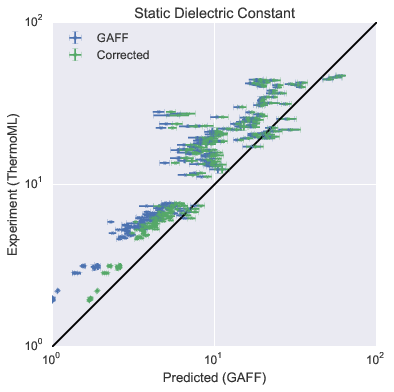 Static Dielectric Constant
10²
GAFF
Corrected
Experiment (ThermoML)
10¹
10⁰
10⁰ 10¹ 10²
Predicted (GAFF)